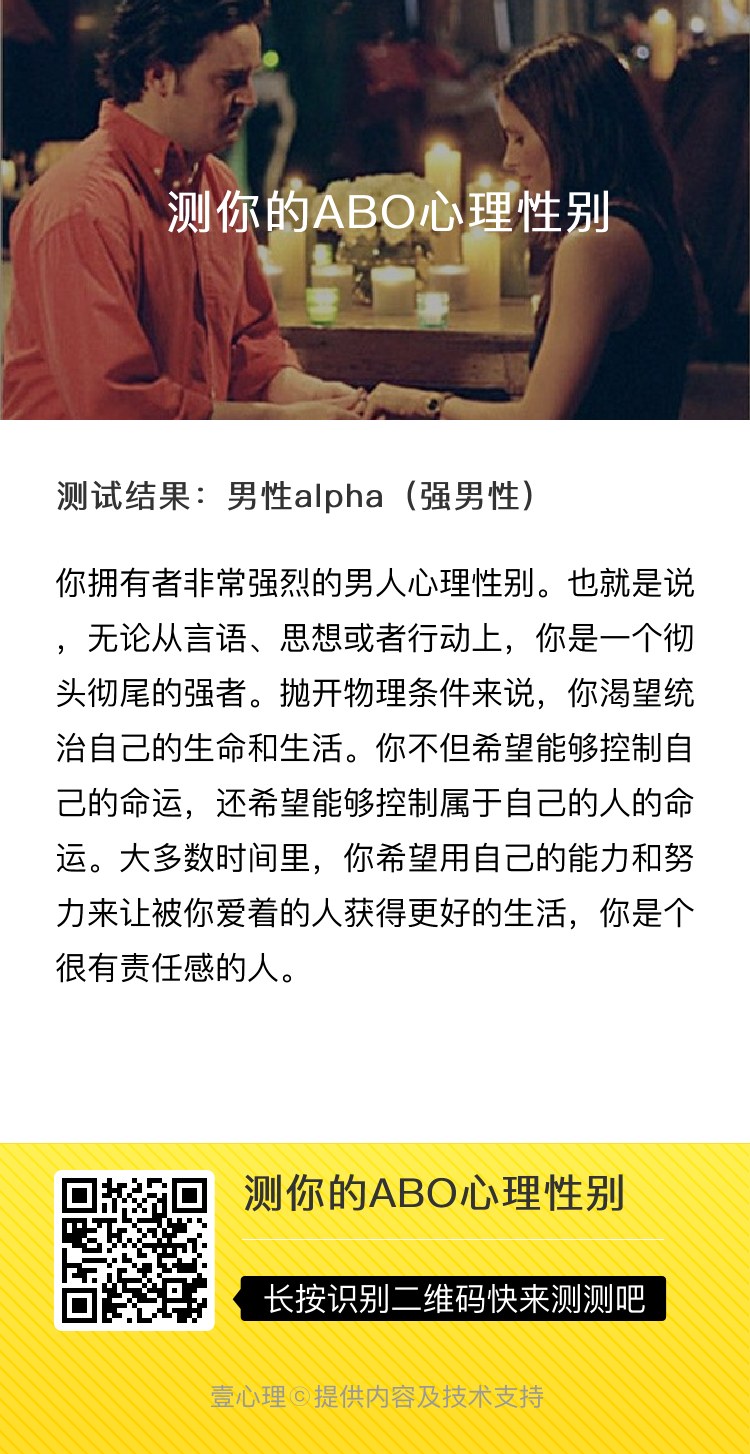 测你的ABO心理性别
测试结果：男性alpha（强男性）
你拥有者非常强烈的男人心理性别。也就是说
，无论从言语、思想或者行动上，你是一个彻
头彻尾的强者。抛开物理条件来说，你渴望统
治自己的生命和生活。你不但希望能够控制自
己的命运，还希望能够控制属于自己的人的命
运。大多数时间里，你希望用自己的能力和努
力来让被你爱着的人获得更好的生活，你是个
很有责任感的人。
测你的ABO心理性别
长按识别二维码快来测测吧
壹心理©提供内容及技术支持